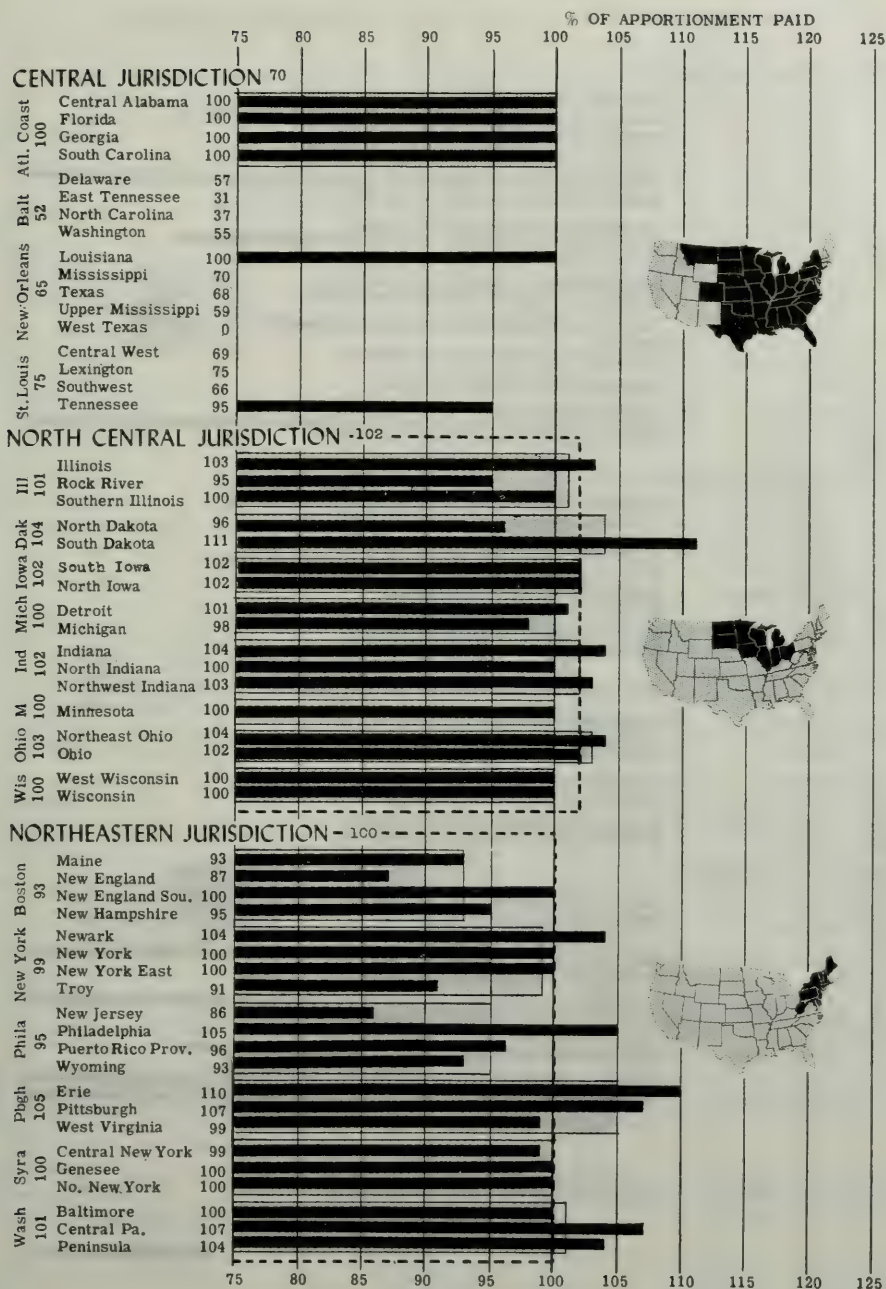 % OF APPORTIONMENT PAID
75 80 85 90 95 100 105 110 115 120 125
CENTRAL JURISDICTION 70
Atl. Coast 100
Central Alabama 100
Florida 100
Georgia 100
South Carolina 100
Balt 52
Delaware 57
East Tennessee 31
North Carolina 37
Washington 55
New Orleans 65
Louisiana 100
Mississippi 70
Texas 68
Upper Mississippi 59
West Texas 0
St. Louis 75
Central West 69
Lexington 75
Southwest 66
Tennessee 95
NORTH CENTRAL JURISDICTION -102
Ill 101
Illinois 103
Rock River 95
Southern Illinois 100
Dak 104
North Dakota 96
South Dakota 111
Iowa 102
South Iowa 102
North Iowa 102
Mich 100
Detroit 101
Michigan 98
Ind 102
Indiana 104
North Indiana 100
Northwest Indiana 103
M 100
Minnesota 100
Ohio 103
Northeast Ohio 104
Ohio 102
Wis 100
West Wisconsin 100
Wisconsin 100
NORTHEASTERN JURISDICTION - 100
Boston 93
Maine 93
New England 87
New England Sou. 100
New Hampshire 95
New York 99
Newark 104
New York 100
New York East 100
Troy 91
Phila 95
New Jersey 86
Philadelphia 105
Puerto Rico Prov. 96
Wyoming 93
Pbgh 105
Erie 110
Pittsburgh 107
West Virginia 99
Syra 100
Central New York 99
Genesee 100
No. New York 100
Wash 101
Baltimore 100
Central Pa. 107
Peninsula 104
75 80 85 90 95 100 105 110 115 120 125